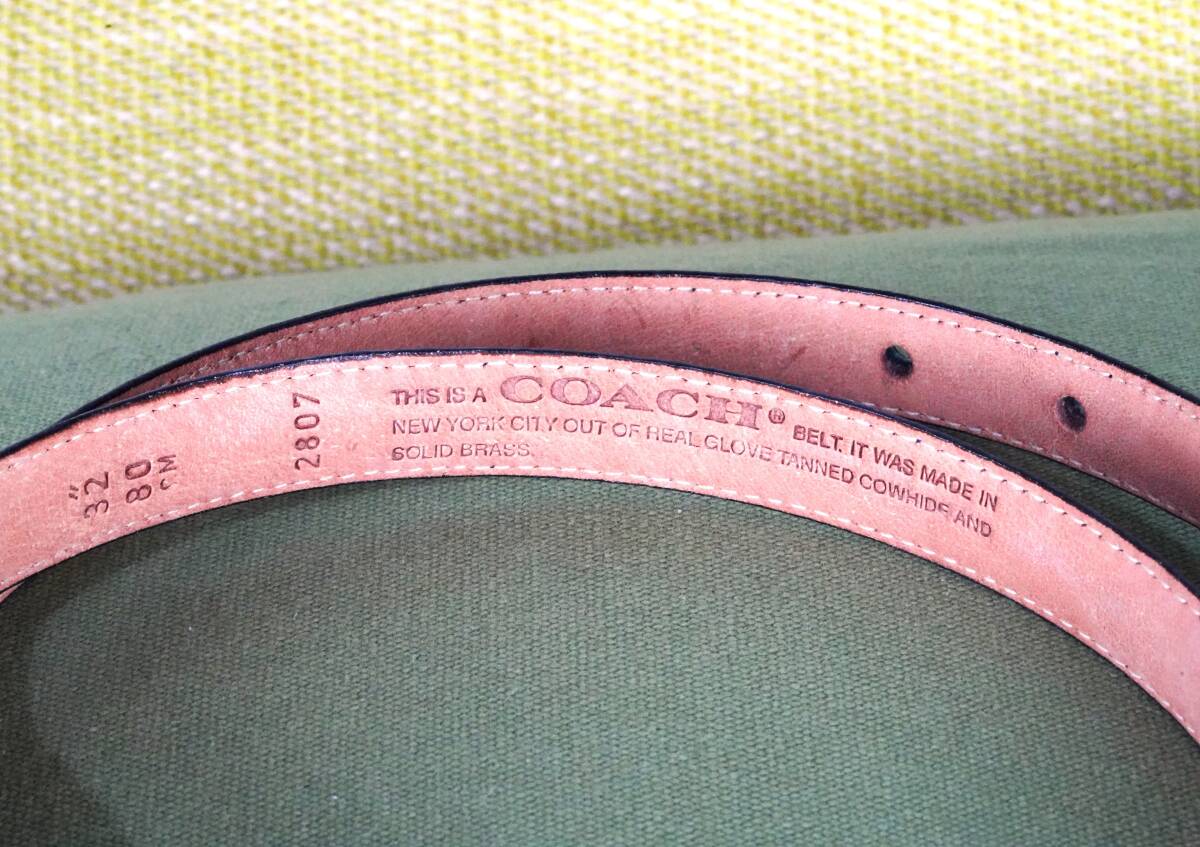 THIS IS A COACH® BELT. IT WAS MADE IN
NEW YORK CITY OUT OF REAL GLOVE TANNED COWHIDE AND
SOLID BRASS.
2807
32"
80
CM